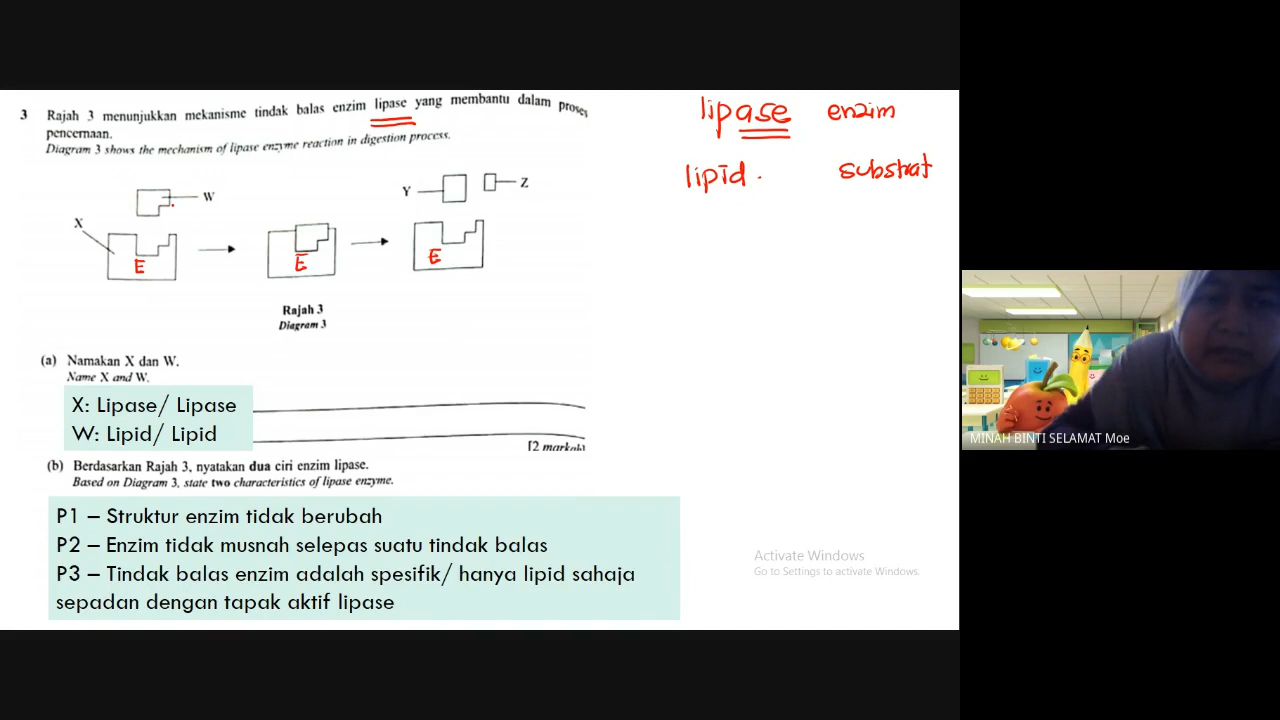 3 Rajah 3 menunjukkan mekanisme tindak balas enzim lipase yang membantu dalam proses
pencernaan.
Diagram 3 shows the mechanism of lipase enzyme reaction in digestion process.
lipase enzim
lipid. substrat
W
Y
Z
X
E
E
E
Rajah 3
Diagram 3
(a) Namakan X dan W.
Name X and W.
X: Lipase/ Lipase
W: Lipid/ Lipid
[2 markah]
(b) Berdasarkan Rajah 3, nyatakan dua ciri enzim lipase.
Based on Diagram 3, state two characteristics of lipase enzyme.
P1 – Struktur enzim tidak berubah
P2 – Enzim tidak musnah selepas suatu tindak balas
P3 – Tindak balas enzim adalah spesifik/ hanya lipid sahaja
sepadan dengan tapak aktif lipase
Activate Windows
Go to Settings to activate Windows.
MINAH BINTI SELAMAT Moe